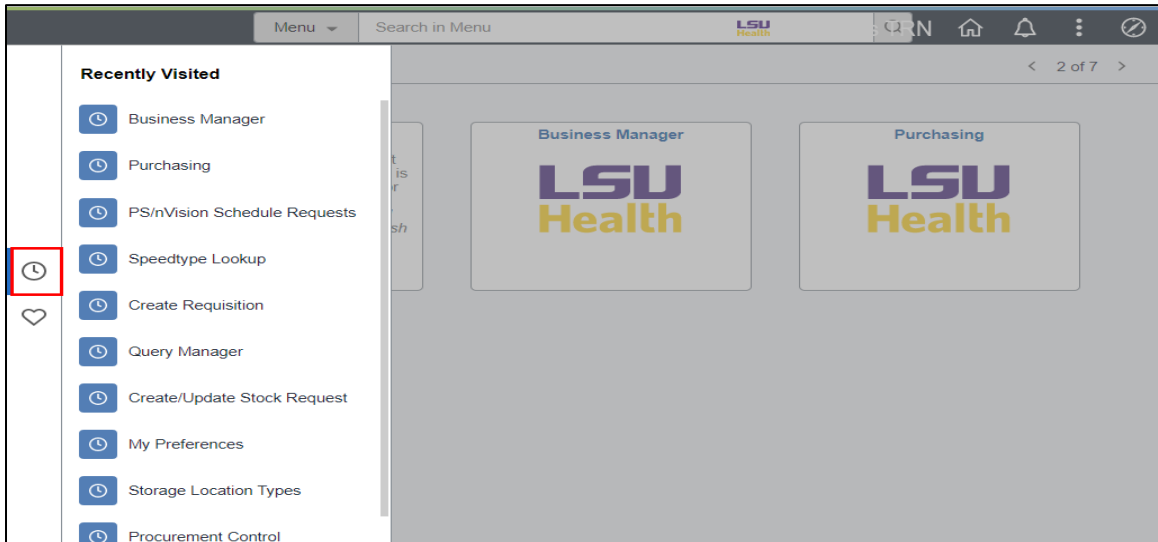 Menu
Search in Menu
LSU
Health
RN
Recently Visited
2 of 7
Business Manager
Purchasing
PS/nVision Schedule Requests
Speedtype Lookup
Create Requisition
Query Manager
Create/Update Stock Request
My Preferences
Storage Location Types
Procurement Control
t
is
r
sh
Business Manager
LSU
Health
Purchasing
LSU
Health